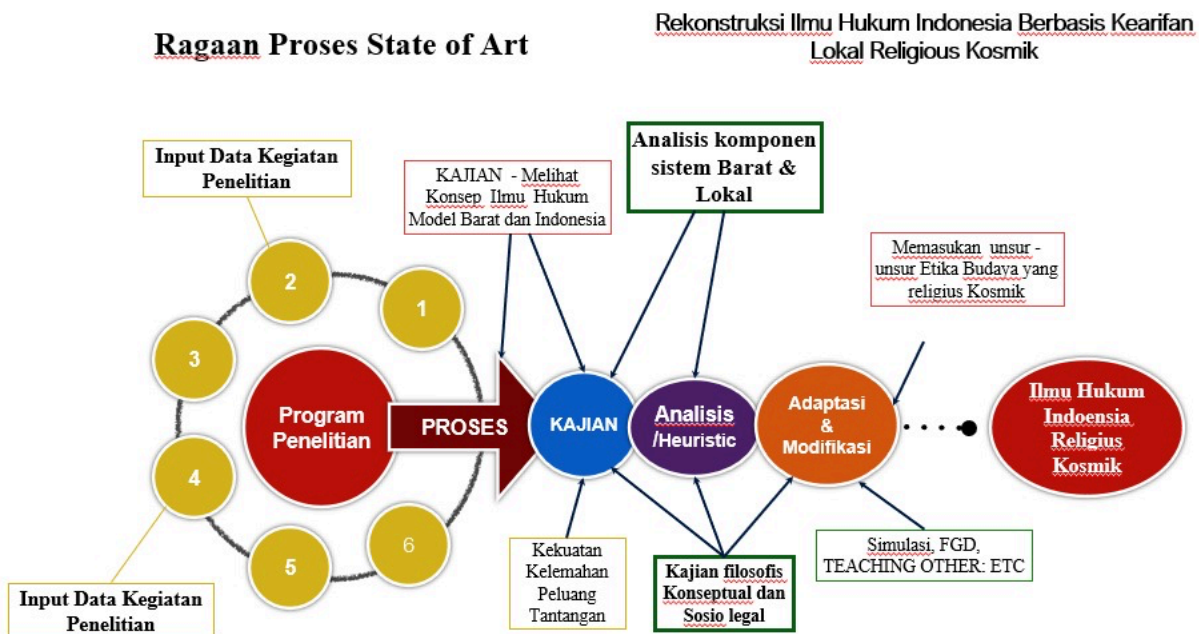 Ragaan Proses State of Art
Rekonstruksi Ilmu Hukum Indonesia Berbasis Kearifan
Lokal Religious Kosmik
Input Data Kegiatan
Penelitian
KAJIAN - Melihat
Konsep Ilmu Hukum
Model Barat dan Indonesia
Analisis komponen
sistem Barat &
Lokal
Memasukan unsur -
unsur Etika Budaya yang
religius Kosmik
1
2
3
4
5
6
Program
Penelitian
PROSES
KAJIAN
Analisis
/Heuristic
Adaptasi
&
Modifikasi
Ilmu Hukum
Indoensia
Religius
Kosmik
Input Data Kegiatan
Penelitian
Kekuatan
Kelemahan
Peluang
Tantangan
Kajian filosofis
Konseptual dan
Sosio legal
Simulasi, FGD,
TEACHING OTHER: ETC